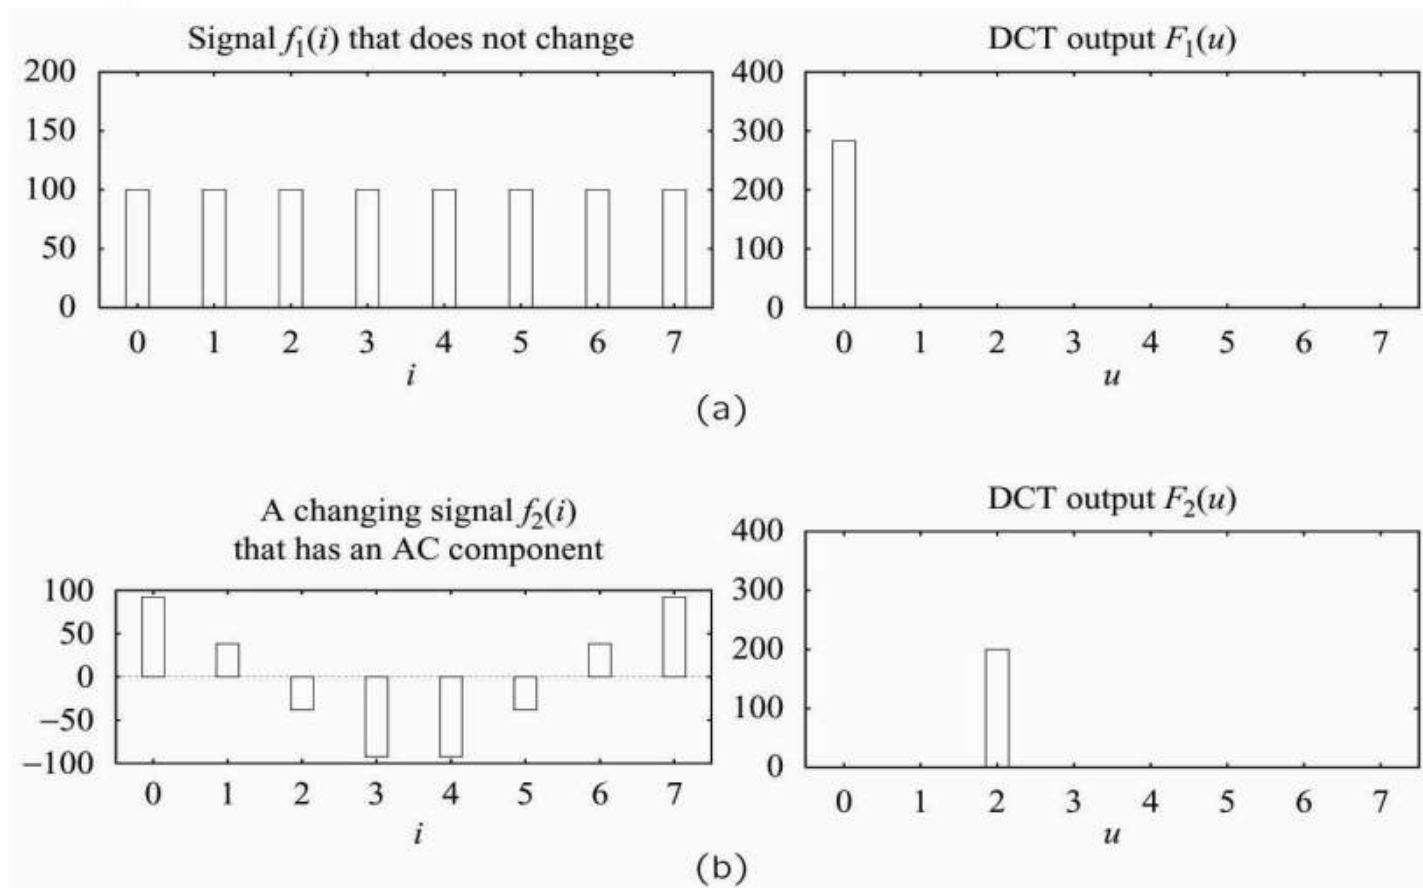 Signal f₁(i) that does not change
200
150
100
50
0
0 1 2 3 4 5 6 7
i
DCT output F₁(u)
400
300
200
100
0
0 1 2 3 4 5 6 7
u
(a)
A changing signal f₂(i)
that has an AC component
100
50
0
−50
−100
0 1 2 3 4 5 6 7
i
DCT output F₂(u)
400
300
200
100
0
0 1 2 3 4 5 6 7
u
(b)